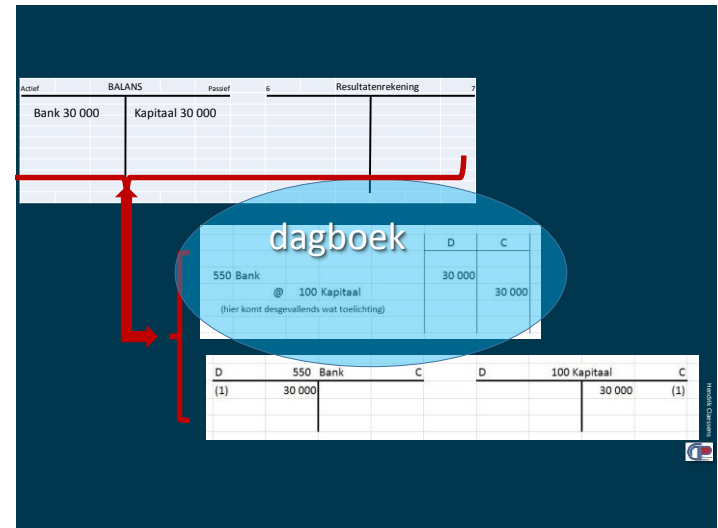 Actief BALANS Passief 6 Resultatenrekening 7
Bank 30 000 Kapitaal 30 000
dagboek
D C
550 Bank 30 000
@ 100 Kapitaal 30 000
(hier komt desgevallends wat toelichting)
D 550 Bank C D 100 Kapitaal C
(1) 30 000 30 000 (1)
Hendrik Claessens